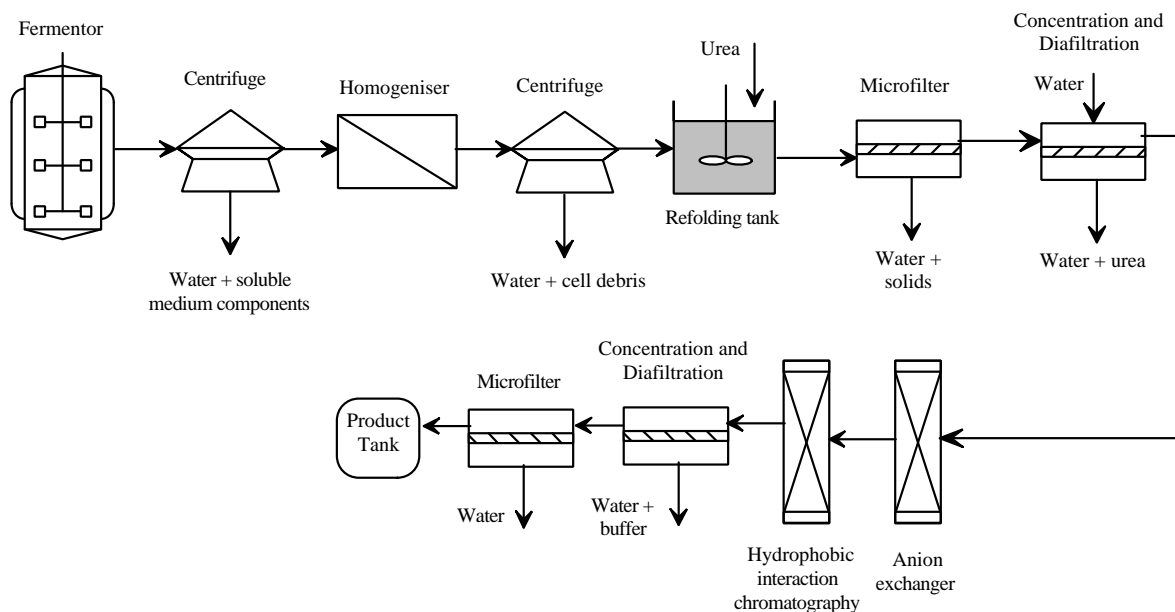 Fermentor
Centrifuge
Water + soluble
medium components
Homogeniser
Centrifuge
Water + cell debris
Urea
Refolding tank
Microfilter
Water +
solids
Concentration and
Diafiltration
Water
Water + urea
Product
Tank
Microfilter
Water
Concentration and
Diafiltration
Water +
buffer
Hydrophobic
interaction
chromatography
Anion
exchanger